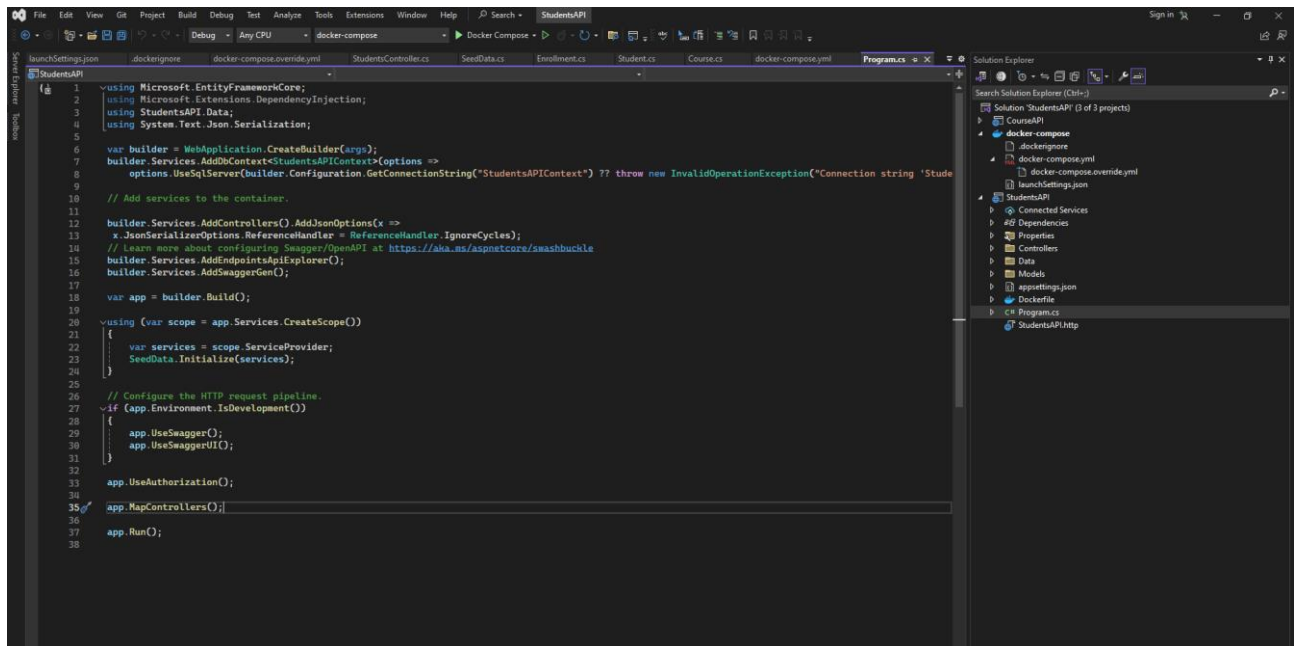 File Edit View Git Project Build Debug Test Analyze Tools Extensions Window Help Search StudentsAPI Sign in
Debug Any CPU docker-compose Docker Compose
Server Explorer
Toolbox
launchSettings.json .dockerignore docker-compose.override.yml StudentsController.cs SeedData.cs Enrollment.cs Student.cs Course.cs docker-compose.yml Program.cs
StudentsAPI
1 using Microsoft.EntityFrameworkCore;
2 using Microsoft.Extensions.DependencyInjection;
3 using StudentsAPI.Data;
4 using System.Text.Json.Serialization;
5
6 var builder = WebApplication.CreateBuilder(args);
7 builder.Services.AddDbContext<StudentsAPIContext>(options =>
8 options.UseSqlServer(builder.Configuration.GetConnectionString("StudentsAPIContext") ?? throw new InvalidOperationException("Connection string 'Stude
9
10 // Add services to the container.
11
12 builder.Services.AddControllers().AddJsonOptions(x =>
13 x.JsonSerializerOptions.ReferenceHandler = ReferenceHandler.IgnoreCycles);
14 // Learn more about configuring Swagger/OpenAPI at https://aka.ms/aspnetcore/swashbuckle
15 builder.Services.AddEndpointsApiExplorer();
16 builder.Services.AddSwaggerGen();
17
18 var app = builder.Build();
19
20 using (var scope = app.Services.CreateScope())
21 {
22 var services = scope.ServiceProvider;
23 SeedData.Initialize(services);
24 }
25
26 // Configure the HTTP request pipeline.
27 if (app.Environment.IsDevelopment())
28 {
29 app.UseSwagger();
30 app.UseSwaggerUI();
31 }
32
33 app.UseAuthorization();
34
35 app.MapControllers();
36
37 app.Run();
38
Solution Explorer
Search Solution Explorer (Ctrl+;)
Solution 'StudentsAPI' (3 of 3 projects)
CourseAPI
docker-compose
.dockerignore
docker-compose.yml
docker-compose.override.yml
launchSettings.json
StudentsAPI
Connected Services
Dependencies
Properties
Controllers
Data
Models
appsettings.json
Dockerfile
C# Program.cs
StudentsAPI.http